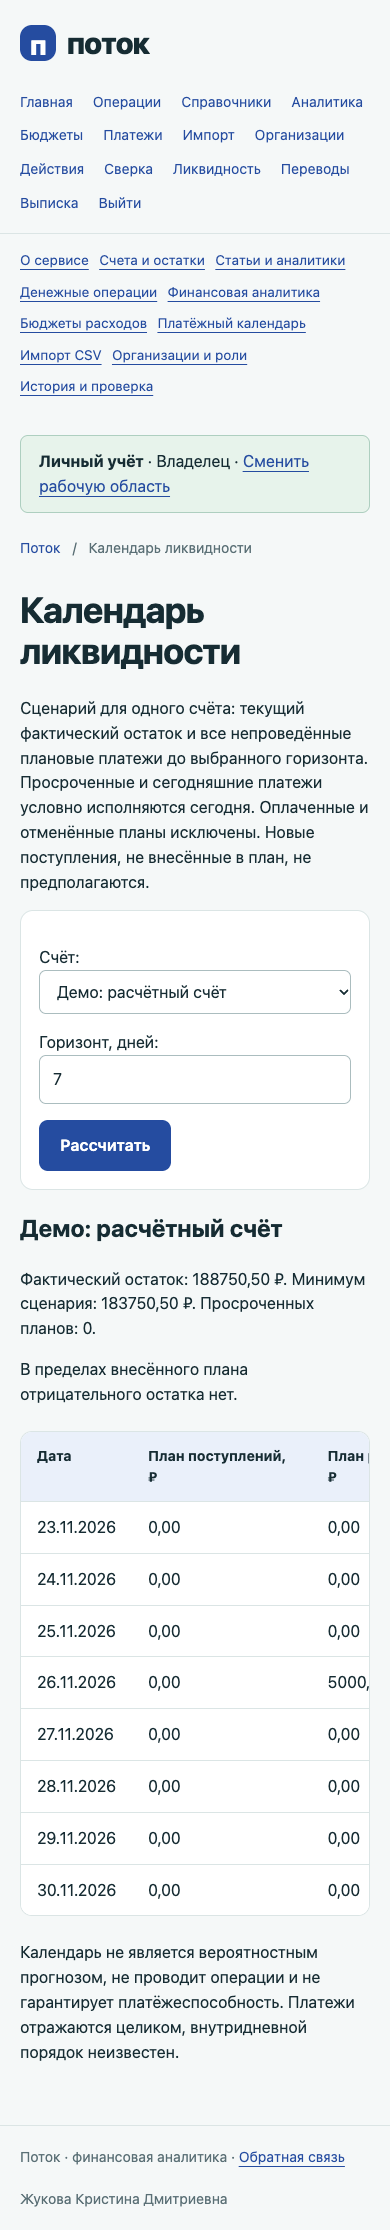 п поток
Главная Операции Справочники Аналитика
Бюджеты Платежи Импорт Организации
Действия Сверка Ликвидность Переводы
Выписка Выйти
О сервисе Счета и остатки Статьи и аналитики
Денежные операции Финансовая аналитика
Бюджеты расходов Платёжный календарь
Импорт CSV Организации и роли
История и проверка
Личный учёт · Владелец · Сменить
рабочую область
Поток / Календарь ликвидности
Календарь
ликвидности
Сценарий для одного счёта: текущий
фактический остаток и все непроведённые
плановые платежи до выбранного горизонта.
Просроченные и сегодняшние платежи
условно исполняются сегодня. Оплаченные и
отменённые планы исключены. Новые
поступления, не внесённые в план, не
предполагаются.
Счёт:
Демо: расчётный счёт
Горизонт, дней:
7
Рассчитать
Демо: расчётный счёт
Фактический остаток: 188750,50 ₽. Минимум
сценария: 183750,50 ₽. Просроченных
планов: 0.
В пределах внесённого плана
отрицательного остатка нет.
Дата План поступлений, ₽ План ₽
23.11.2026 0,00 0,00
24.11.2026 0,00 0,00
25.11.2026 0,00 0,00
26.11.2026 0,00 5000,
27.11.2026 0,00 0,00
28.11.2026 0,00 0,00
29.11.2026 0,00 0,00
30.11.2026 0,00 0,00
Календарь не является вероятностным
прогнозом, не проводит операции и не
гарантирует платёжеспособность. Платежи
отражаются целиком, внутридневной
порядок неизвестен.
Поток · финансовая аналитика · Обратная связь
Жукова Кристина Дмитриевна